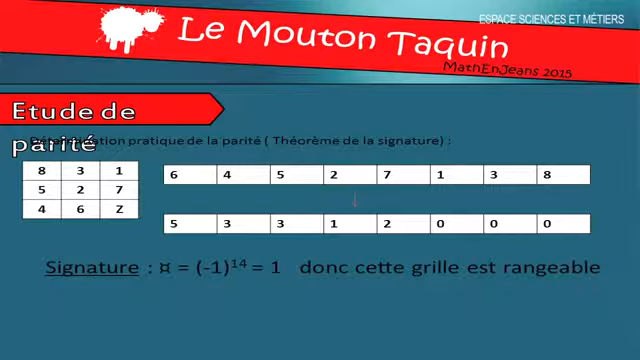 ESPACE SCIENCES ET MÉTIERS
Le Mouton Taquin
MathEnJeans 2015
Etude de
parité
Détermination pratique de la parité ( Théorème de la signature) :
8 3 1
5 2 7
4 6 Z
6 4 5 2 7 1 3 8
↓
5 3 3 1 2 0 0 0
Signature : ¤ = (-1)¹⁴ = 1 donc cette grille est rangeable